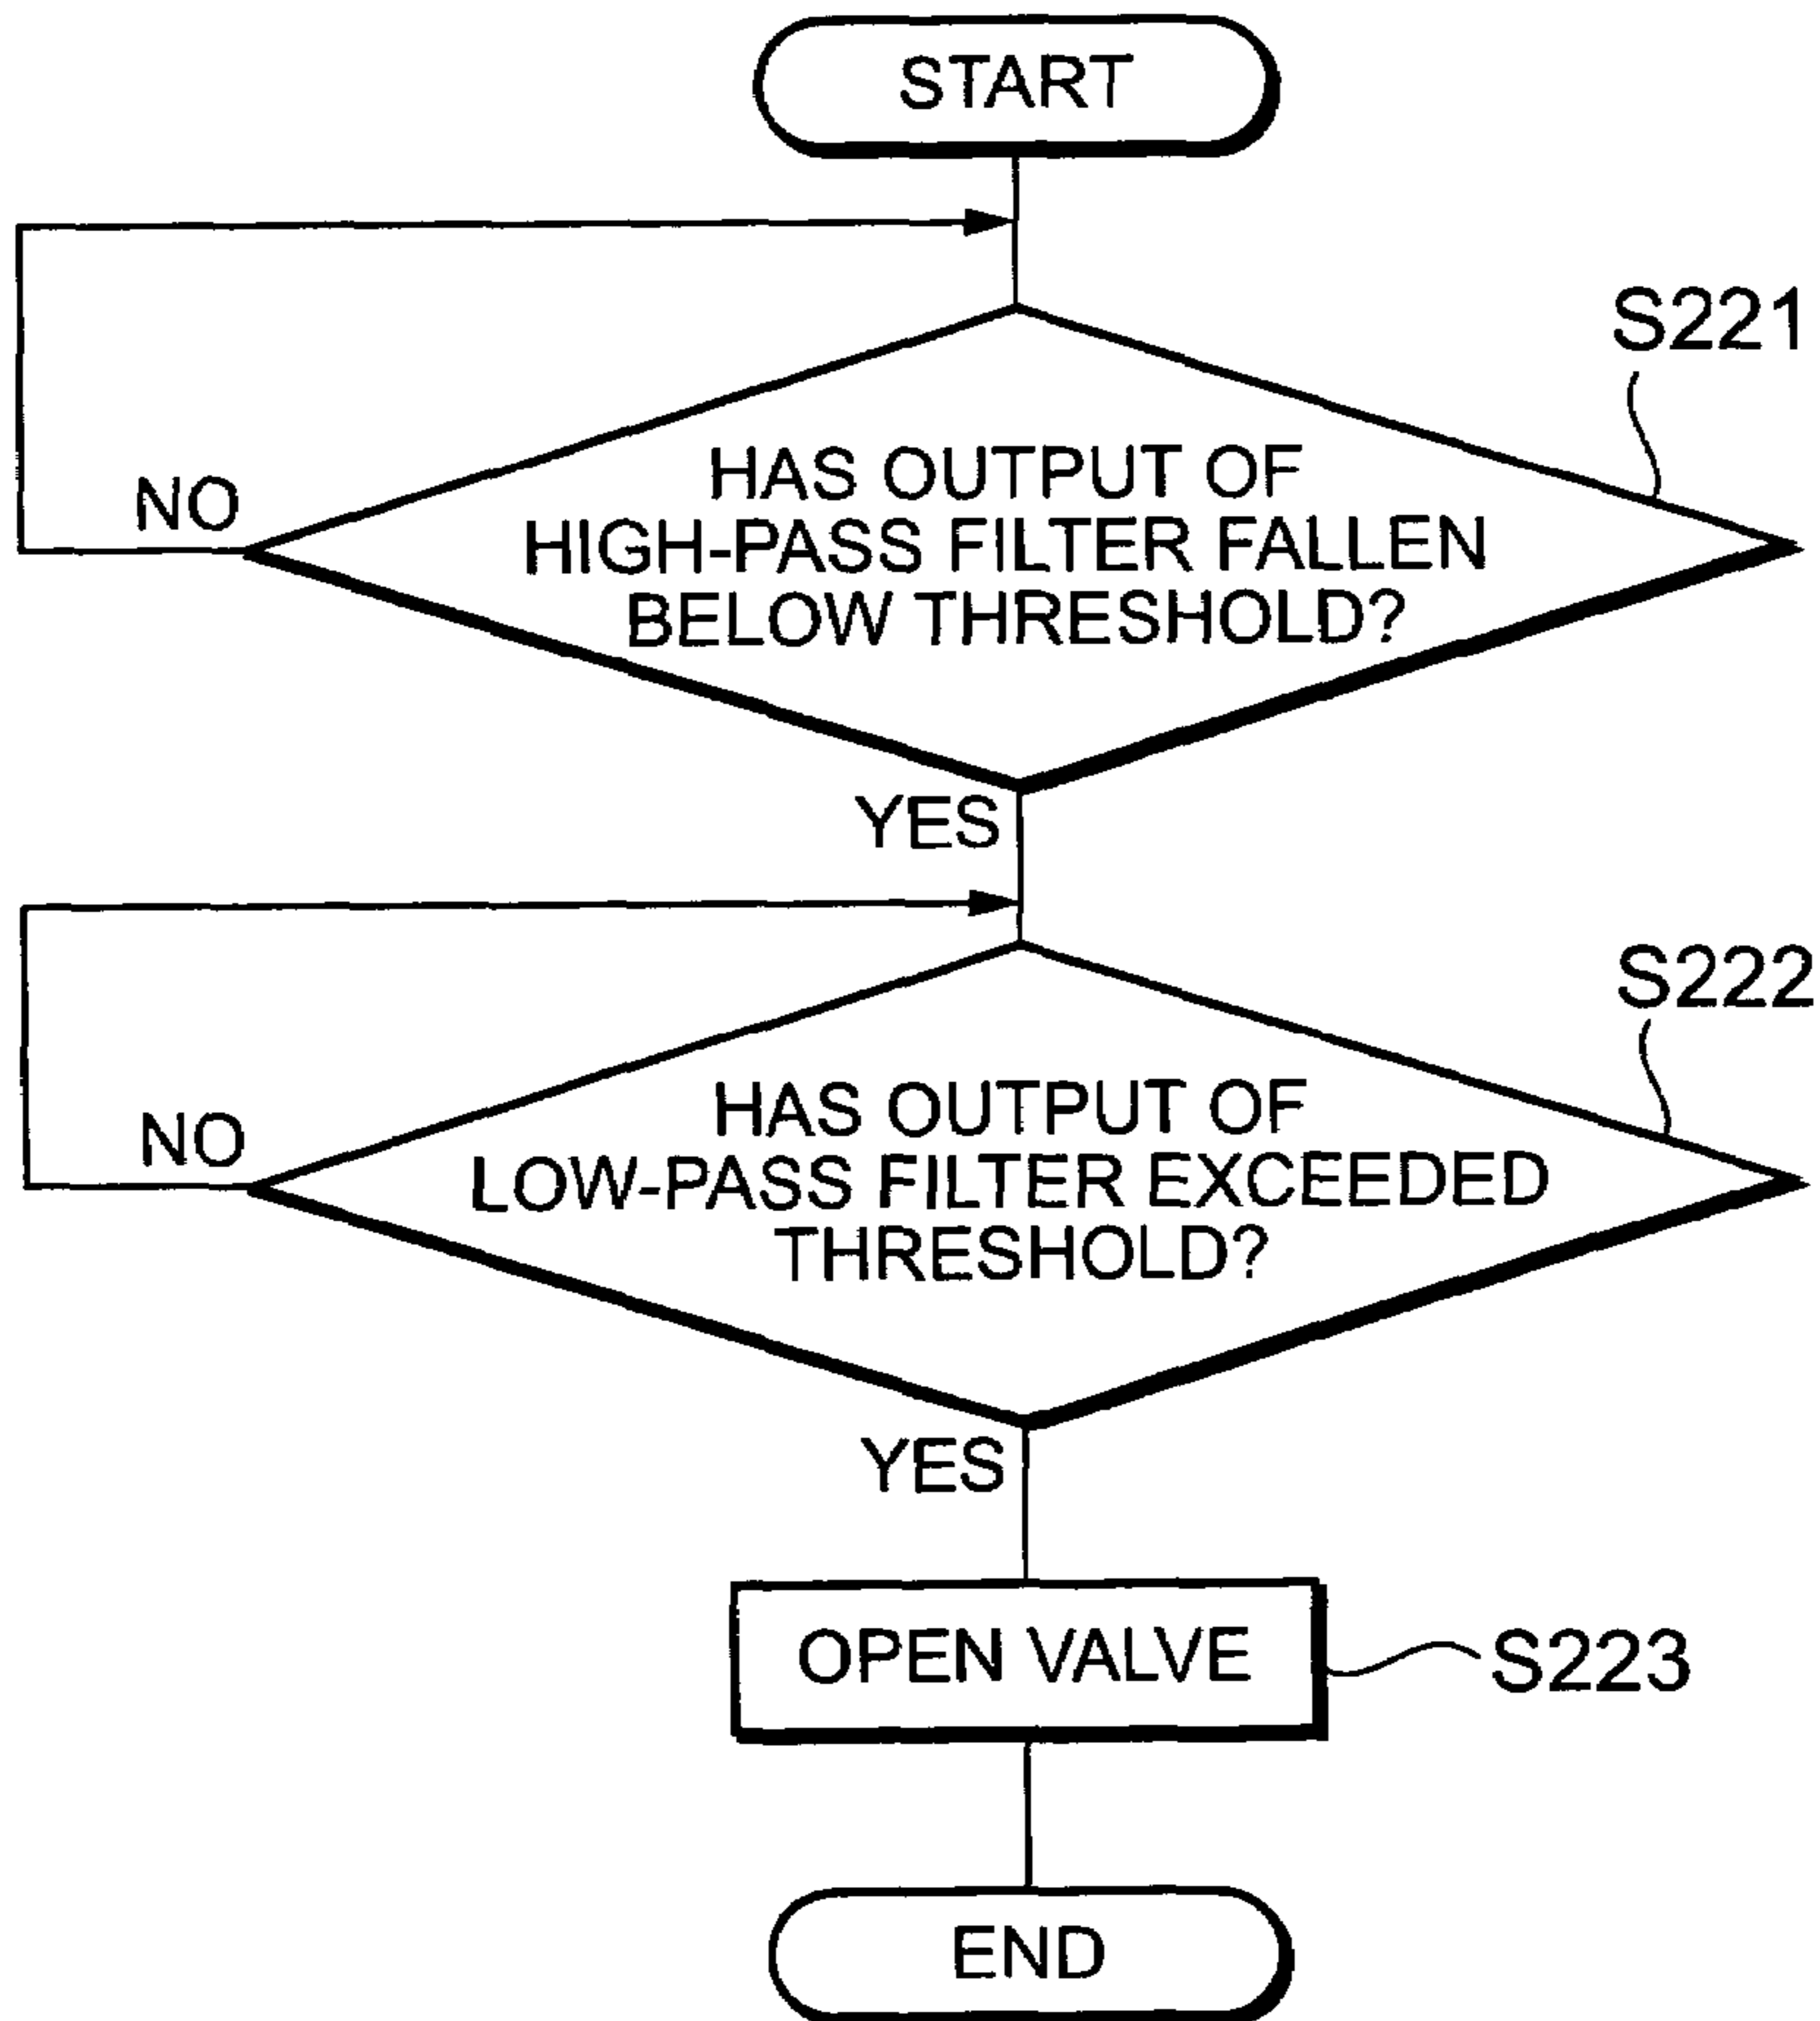 START
S221
HAS OUTPUT OF
HIGH-PASS FILTER FALLEN
BELOW THRESHOLD?
NO
YES
S222
HAS OUTPUT OF
LOW-PASS FILTER EXCEEDED
THRESHOLD?
NO
YES
OPEN VALVE
S223
END